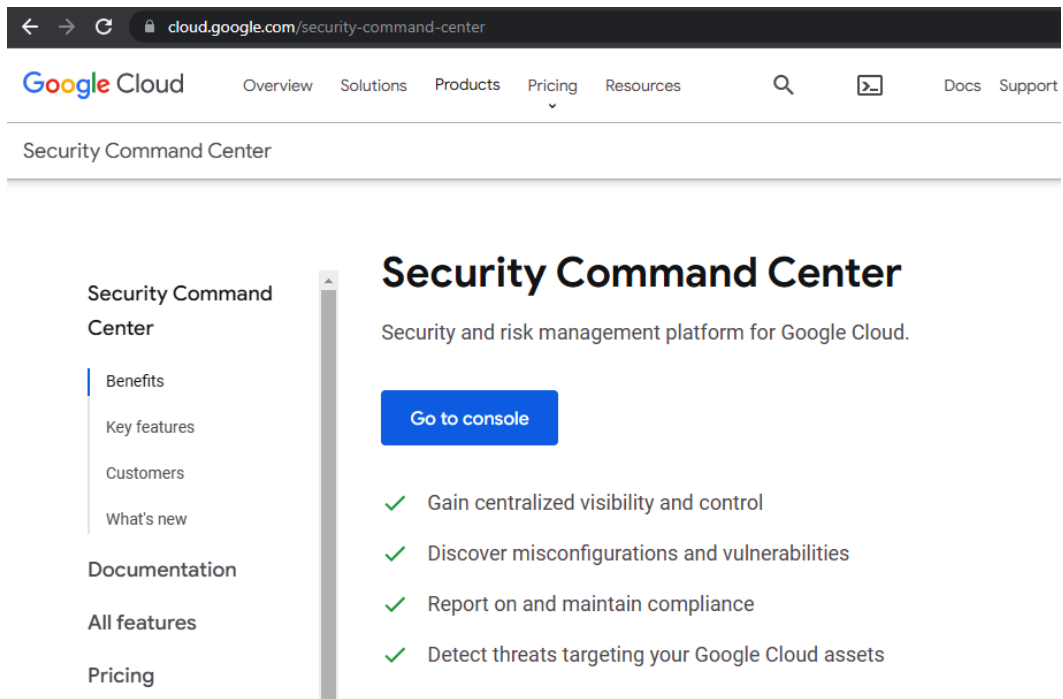 cloud.google.com/security-command-center
Google Cloud Overview Solutions Products Pricing Resources Docs Support
Security Command Center
Security Command
Center
Benefits
Key features
Customers
What's new
Documentation
All features
Pricing
Security Command Center
Security and risk management platform for Google Cloud.
Go to console
Gain centralized visibility and control
Discover misconfigurations and vulnerabilities
Report on and maintain compliance
Detect threats targeting your Google Cloud assets